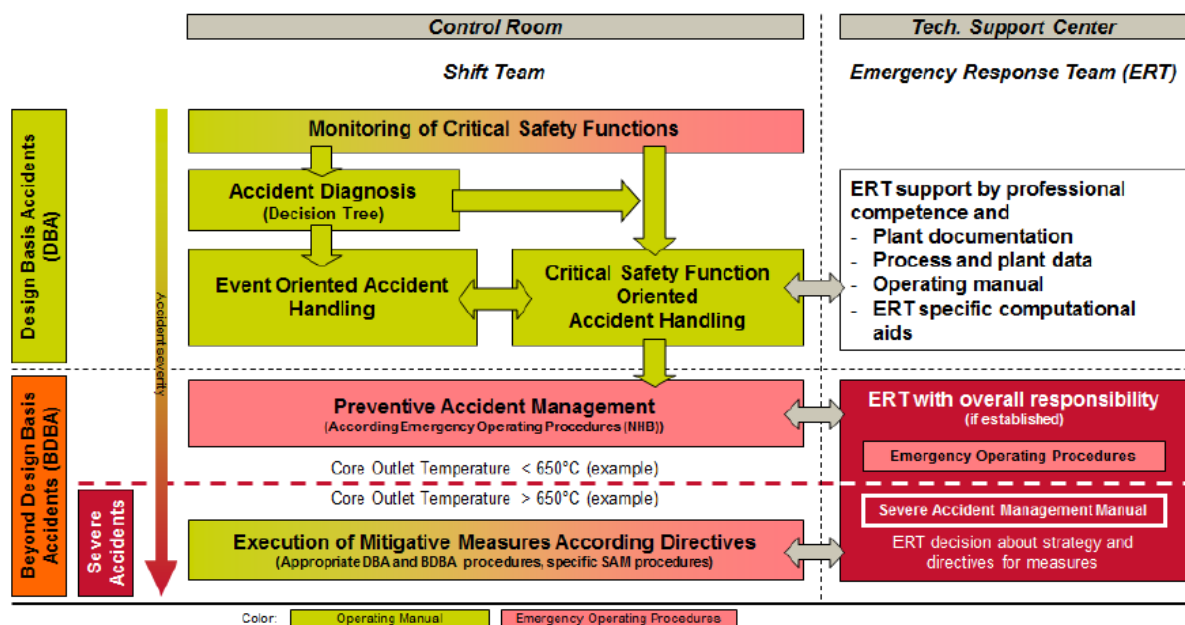 Control Room
Tech. Support Center
Shift Team
Emergency Response Team (ERT)
Design Basis Accidents
(DBA)
Accident severity
Monitoring of Critical Safety Functions
Accident Diagnosis
(Decision Tree)
Event Oriented Accident
Handling
Critical Safety Function
Oriented
Accident Handling
ERT support by professional
competence and
- Plant documentation
- Process and plant data
- Operating manual
- ERT specific computational
aids
Beyond Design Basis
Accidents (BDBA)
Severe
Accidents
Preventive Accident Management
(According Emergency Operating Procedures (NHB))
ERT with overall responsibility
(if established)
Emergency Operating Procedures
Core Outlet Temperature < 650°C (example)
Core Outlet Temperature > 650°C (example)
Severe Accident Management Manual
ERT decision about strategy and
directives for measures
Execution of Mitigative Measures According Directives
(Appropriate DBA and BDBA procedures, specific SAM procedures)
Color:
Operating Manual
Emergency Operating Procedures